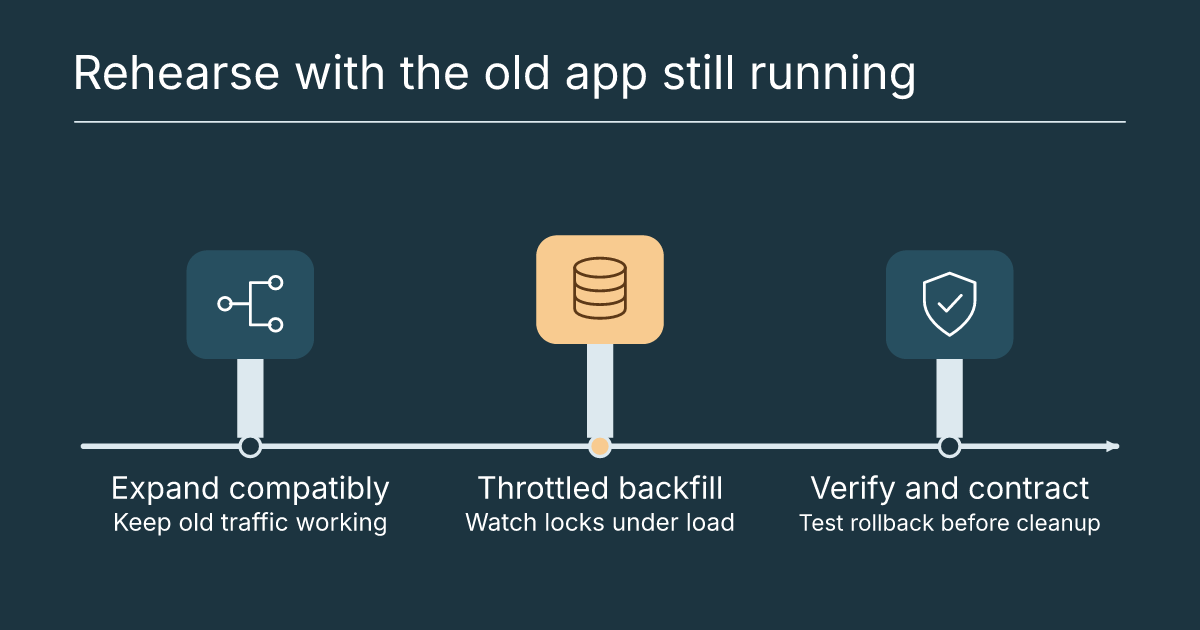 Rehearse with the old app still running
Expand compatibly
Keep old traffic working
Throttled backfill
Watch locks under load
Verify and contract
Test rollback before cleanup